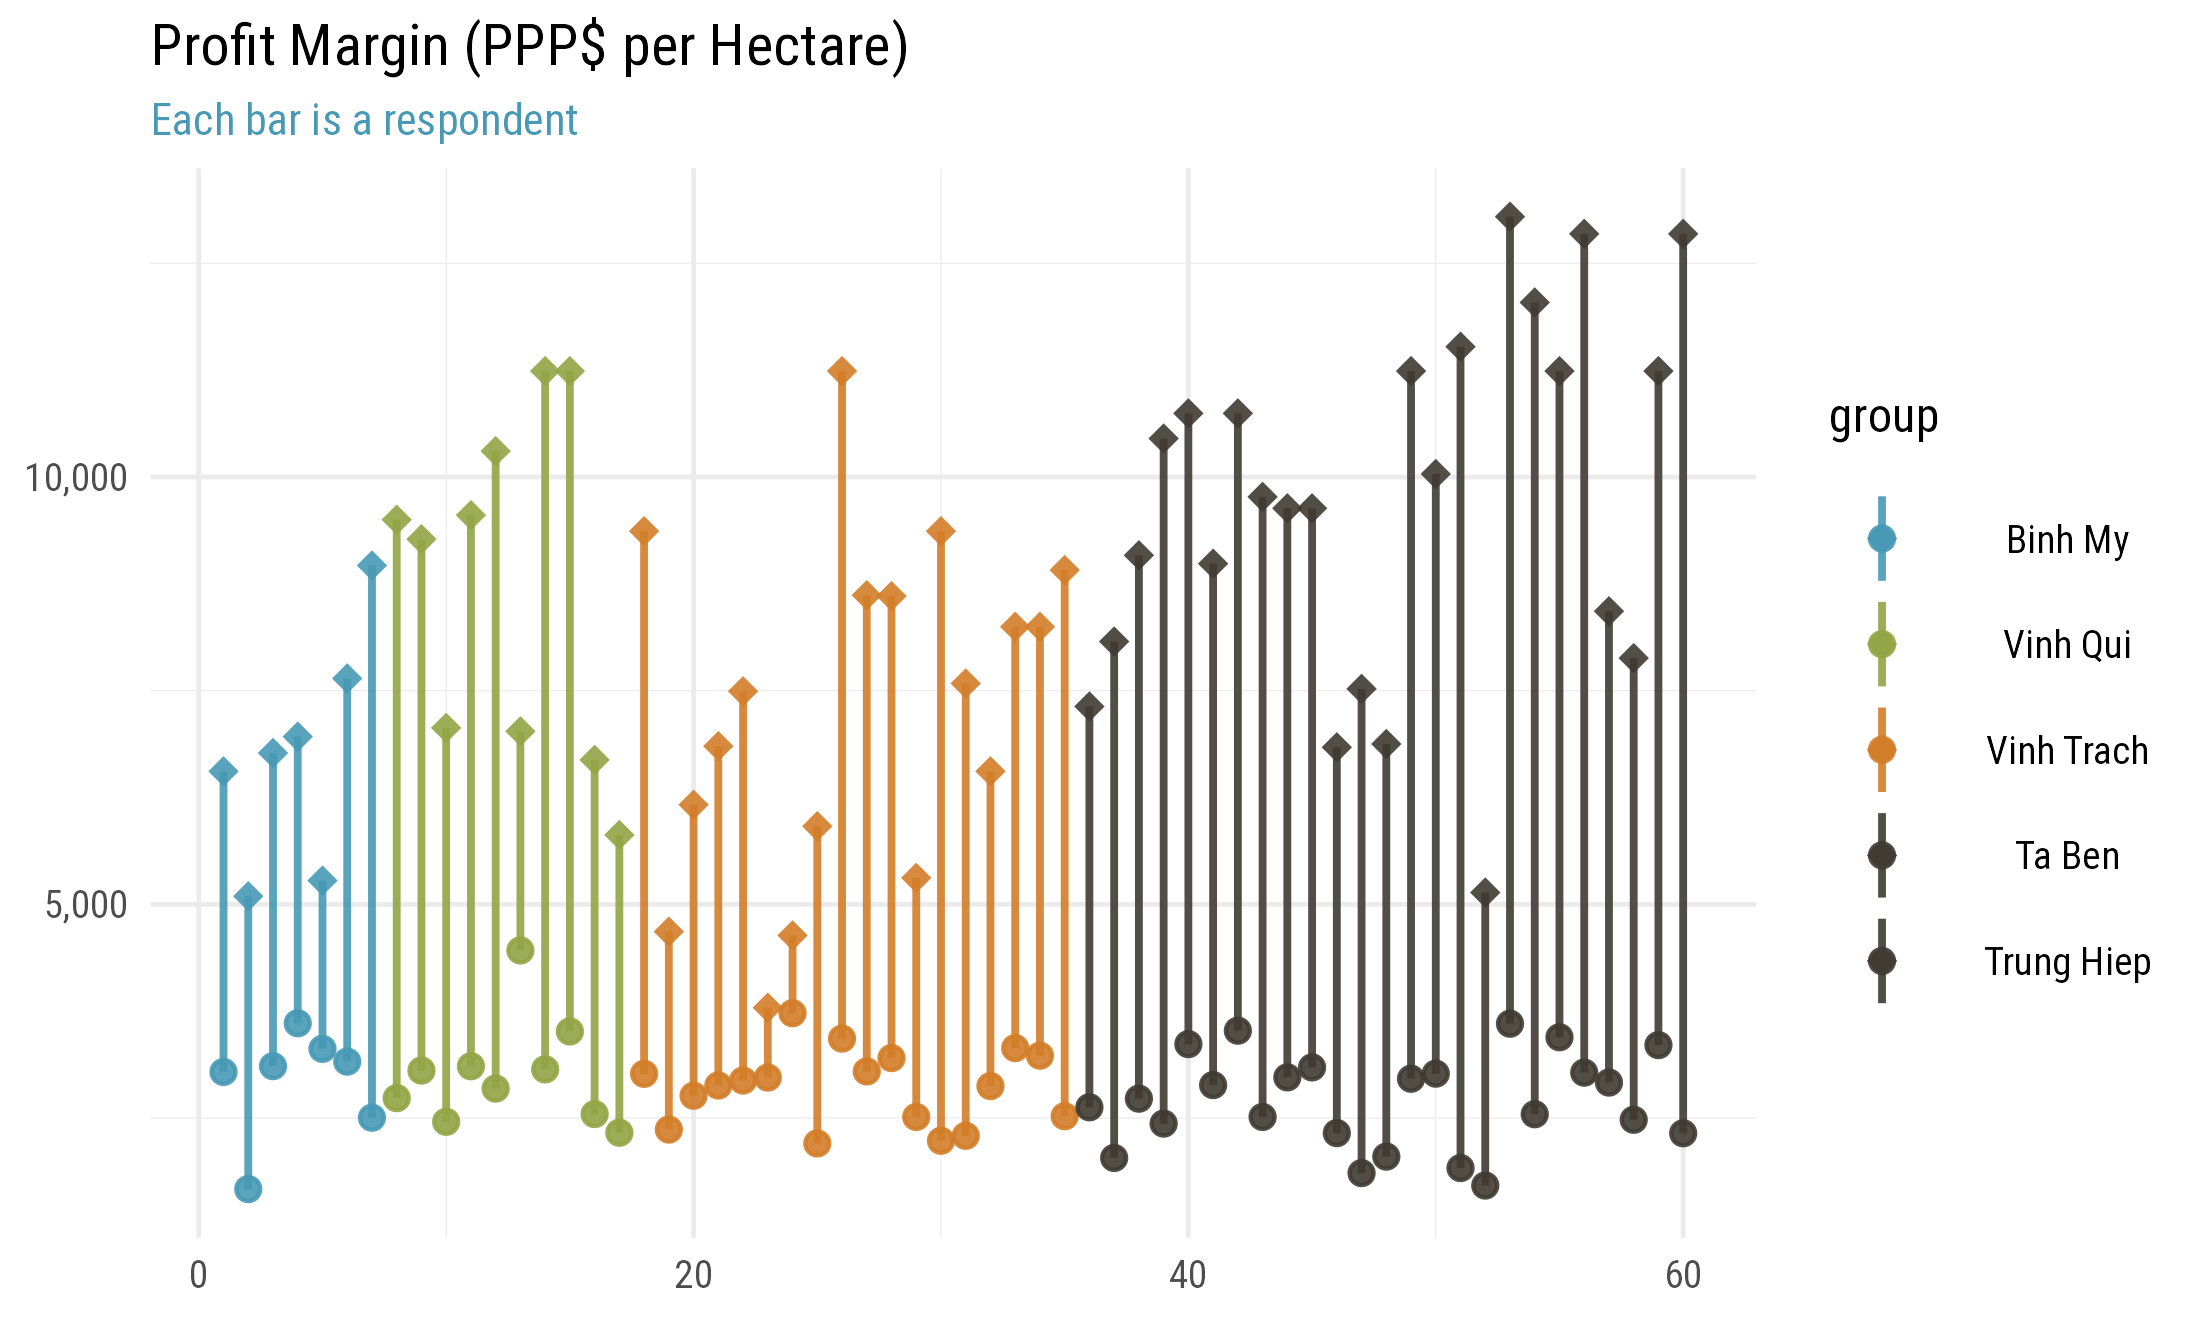 Profit Margin (PPP$ per Hectare)
Each bar is a respondent
10,000
5,000
0
20
40
60
group
Binh My
Vinh Qui
Vinh Trach
Ta Ben
Trung Hiep